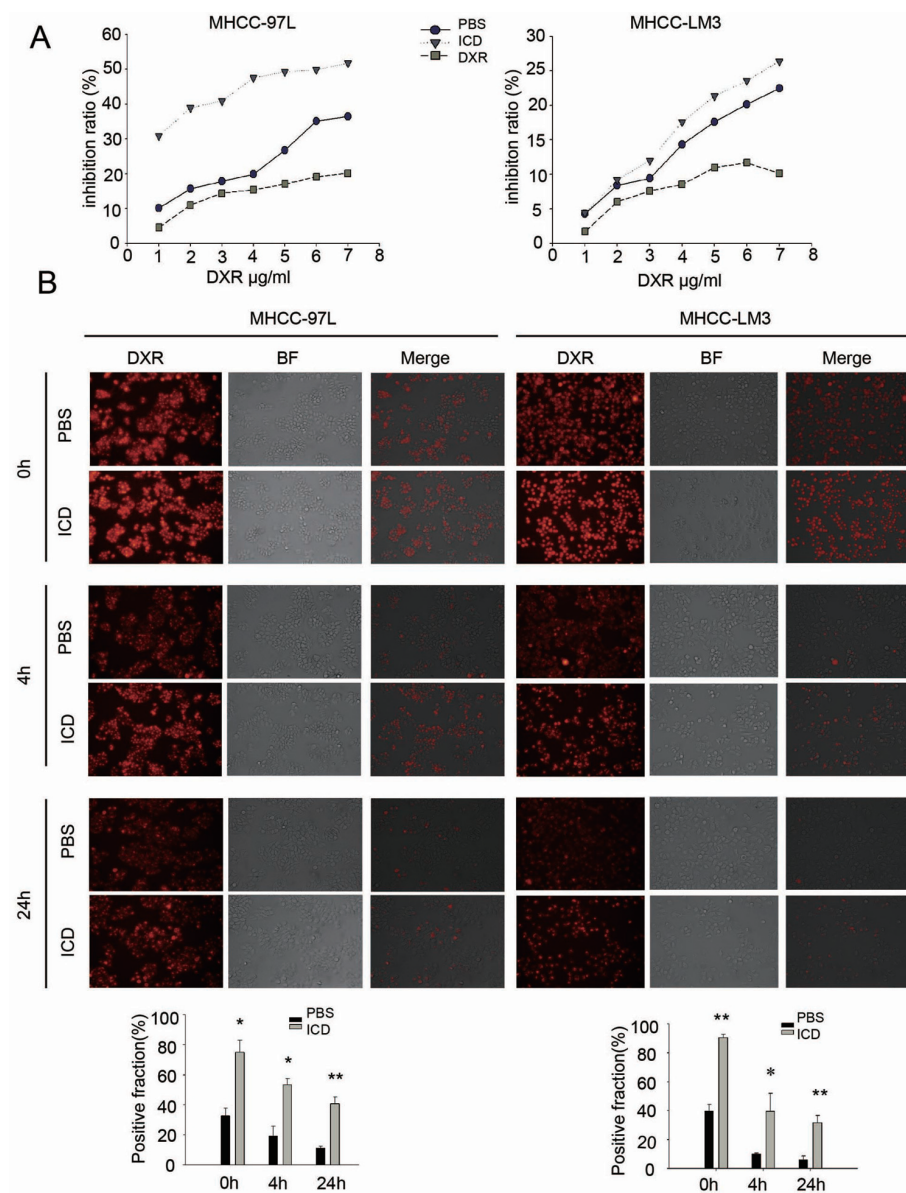 A
MHCC-97L
PBS
ICD
DXR
MHCC-LM3
inhibition ratio (%)
60
50
40
30
20
10
0
0 1 2 3 4 5 6 7 8
DXR µg/ml
inhibiton ratio (%)
30
25
20
15
10
5
0
0 1 2 3 4 5 6 7 8
DXR µg/ml
B
MHCC-97L MHCC-LM3
DXR BF Merge DXR BF Merge
0h
PBS
ICD
4h
PBS
ICD
24h
PBS
ICD
Positive fraction(%)
100
80
60
40
20
0
PBS
ICD
* * **
0h 4h 24h
Positive fraction(%)
100
80
60
40
20
0
PBS
ICD
** * **
0h 4h 24h